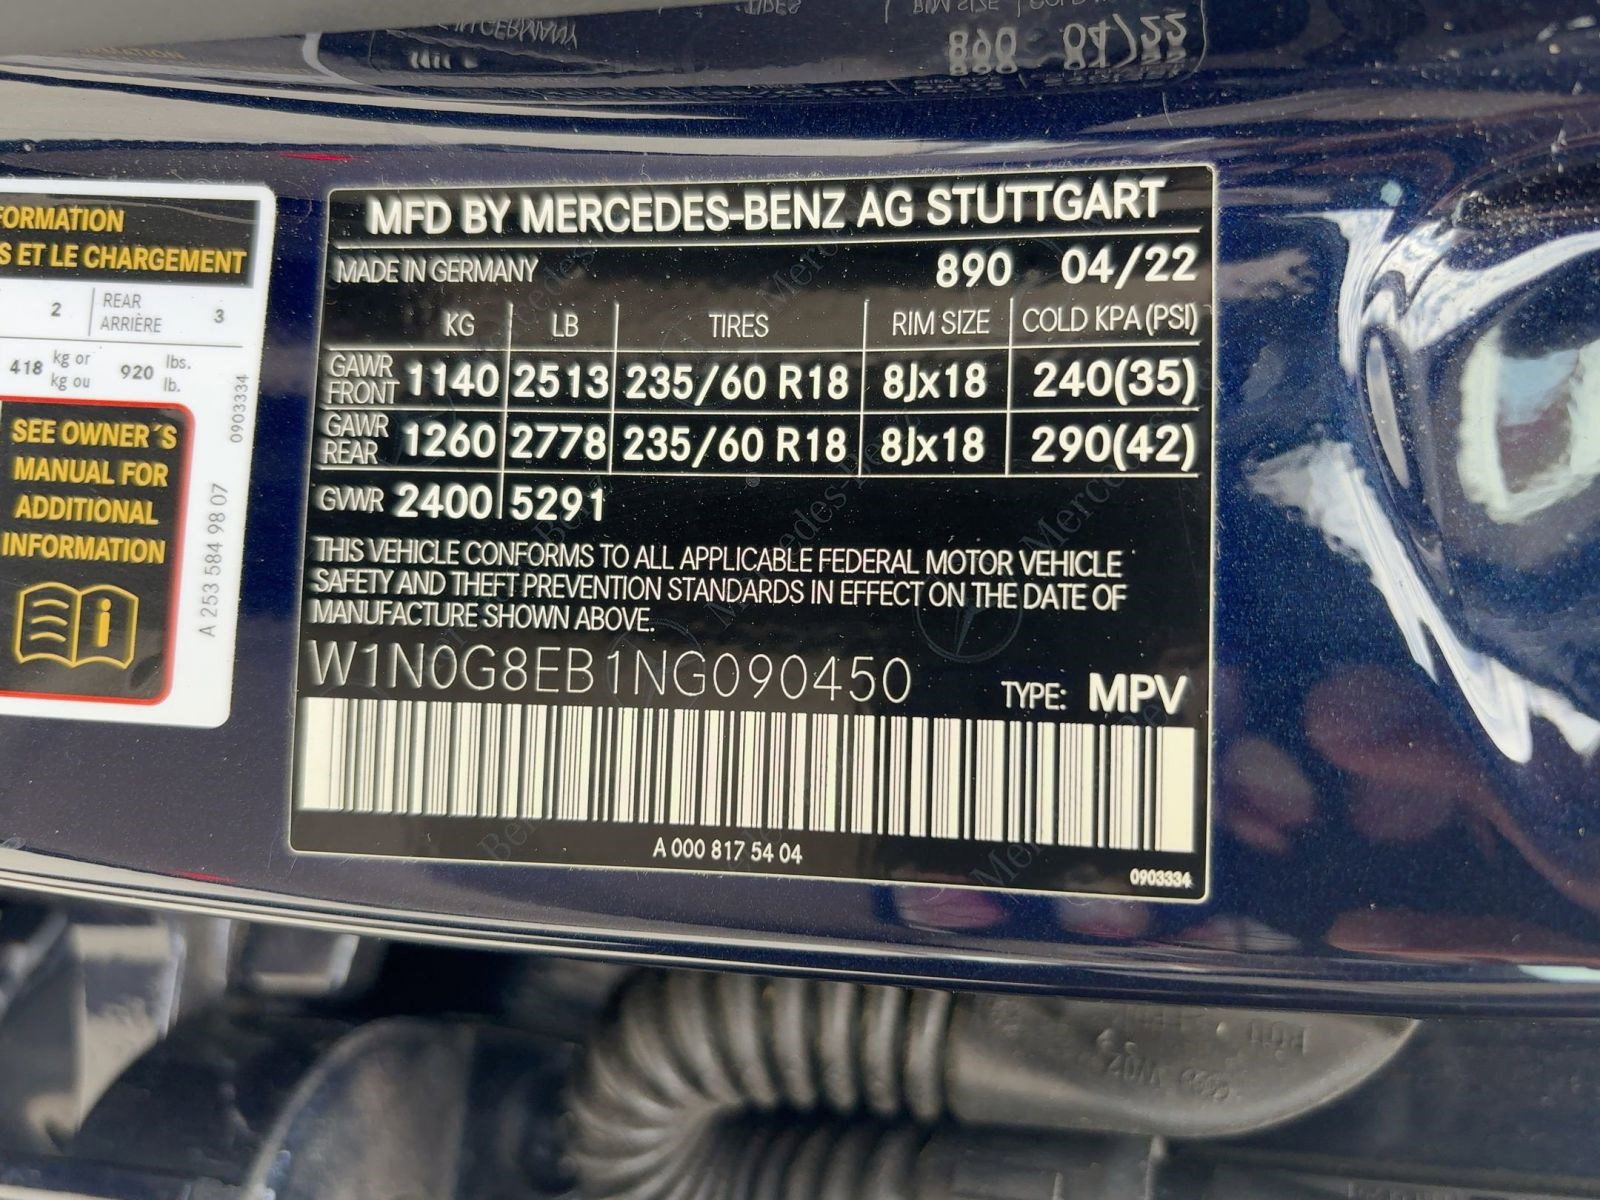 FORMATION
S ET LE CHARGEMENT
2 REAR ARRIÈRE 3
418 kg or kg ou 920 lbs. lb.
0903334
SEE OWNER´S
MANUAL FOR
ADDITIONAL
INFORMATION
A 253 584 98 07
MFD BY MERCEDES-BENZ AG STUTTGART
MADE IN GERMANY 890 04/22
KG LB TIRES RIM SIZE COLD KPA(PSI)
GAWR FRONT 1140 2513 235/60 R18 8Jx18 240(35)
GAWR REAR 1260 2778 235/60 R18 8Jx18 290(42)
GVWR 2400 5291
THIS VEHICLE CONFORMS TO ALL APPLICABLE FEDERAL MOTOR VEHICLE
SAFETY AND THEFT PREVENTION STANDARDS IN EFFECT ON THE DATE OF
MANUFACTURE SHOWN ABOVE.
W1N0G8EB1NG090450 TYPE: MPV
A 000 817 54 04
0903334